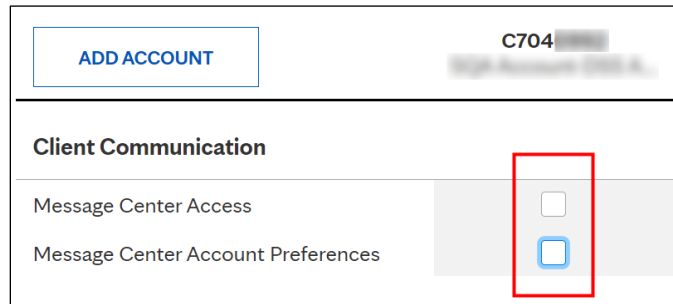 ADD ACCOUNT
C704
Client Communication
Message Center Access
Message Center Account Preferences